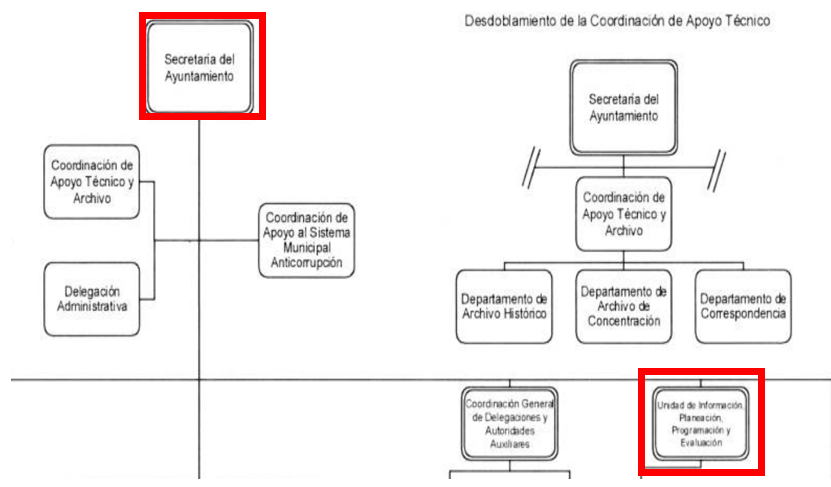 Desdoblamiento de la Coordinación de Apoyo Técnico
Secretaría del
Ayuntamiento
Secretaría del
Ayuntamiento
Coordinación de
Apoyo Técnico y
Archivo
Coordinación de
Apoyo Técnico y
Archivo
Coordinación de
Apoyo al Sistema
Municipal
Anticorrupción
Delegación
Administrativa
Departamento de
Archivo Histórico
Departamento de
Archivo de
Concentración
Departamento de
Correspondencia
Coordinación General
de Delegaciones y
Autoridades
Auxiliares
Unidad de Información,
Planeación,
Programación y
Evaluación